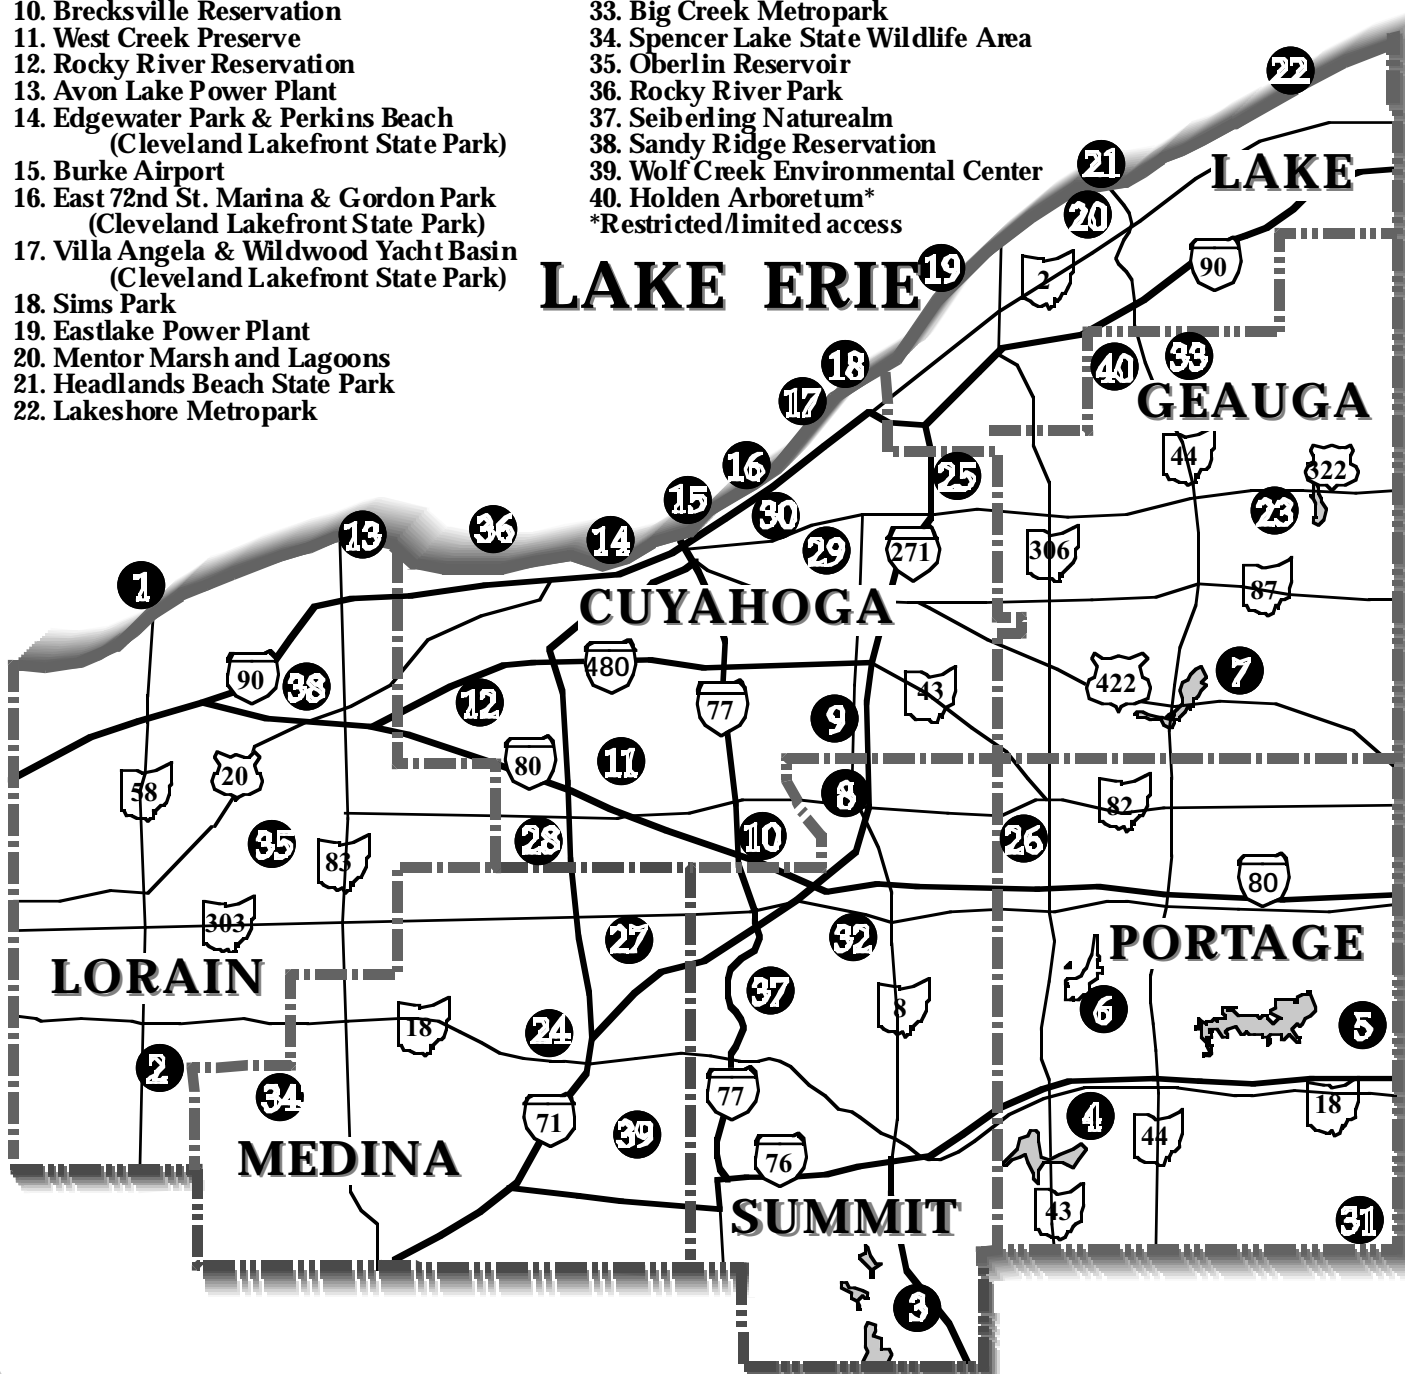 10. Brecksville Reservation
11. West Creek Preserve
12. Rocky River Reservation
13. Avon Lake Power Plant
14. Edgewater Park & Perkins Beach
(Cleveland Lakefront State Park)
15. Burke Airport
16. East 72nd St. Marina & Gordon Park
(Cleveland Lakefront State Park)
17. Villa Angela & Wildwood Yacht Basin
(Cleveland Lakefront State Park)
18. Sims Park
19. Eastlake Power Plant
20. Mentor Marsh and Lagoons
21. Headlands Beach State Park
22. Lakeshore Metropark
33. Big Creek Metropark
34. Spencer Lake State Wildlife Area
35. Oberlin Reservoir
36. Rocky River Park
37. Seiberling Naturealm
38. Sandy Ridge Reservation
39. Wolf Creek Environmental Center
40. Holden Arboretum*
*Restricted/limited access
22
21
LAKE
20
90
19
2
LAKE ERIE
18
40
33
17
GEAUGA
44
16
25
322
15
30
23
13
36
14
29
271
306
1
87
CUYAHOGA
480
90
38
7
422
12
43
77
9
11
80
20
58
8
82
10
28
26
35
83
80
303
27
32
PORTAGE
LORAIN
37
6
8
5
18
24
2
34
77
4
18
71
39
44
76
MEDINA
43
SUMMIT
31
3